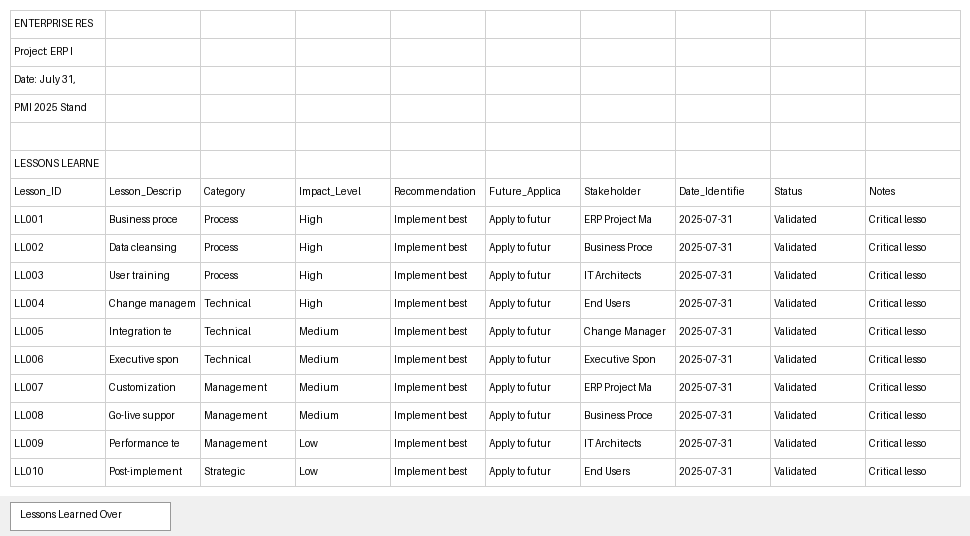 ENTERPRISE RES
Project: ERP I
Date: July 31,
PMI 2025 Stand
LESSONS LEARNE
Lesson_ID Lesson_Descrip Category Impact_Level Recommendation Future_Applica Stakeholder Date_Identifie Status Notes
LL001 Business proce Process High Implement best Apply to futur ERP Project Ma 2025-07-31 Validated Critical lesso
LL002 Data cleansing Process High Implement best Apply to futur Business Proce 2025-07-31 Validated Critical lesso
LL003 User training Process High Implement best Apply to futur IT Architects 2025-07-31 Validated Critical lesso
LL004 Change managem Technical High Implement best Apply to futur End Users 2025-07-31 Validated Critical lesso
LL005 Integration te Technical Medium Implement best Apply to futur Change Manager 2025-07-31 Validated Critical lesso
LL006 Executive spon Technical Medium Implement best Apply to futur Executive Spon 2025-07-31 Validated Critical lesso
LL007 Customization Management Medium Implement best Apply to futur ERP Project Ma 2025-07-31 Validated Critical lesso
LL008 Go-live suppor Management Medium Implement best Apply to futur Business Proce 2025-07-31 Validated Critical lesso
LL009 Performance te Management Low Implement best Apply to futur IT Architects 2025-07-31 Validated Critical lesso
LL010 Post-implement Strategic Low Implement best Apply to futur End Users 2025-07-31 Validated Critical lesso
Lessons Learned Over